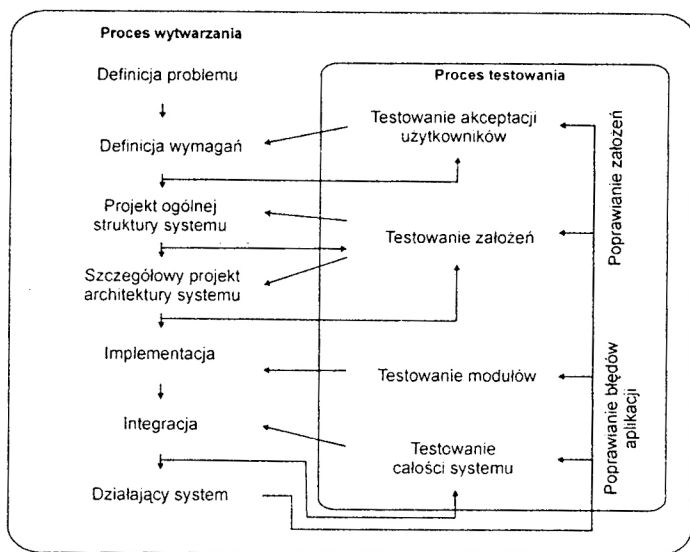 Proces wytwarzania
Definicja problemu
Definicja wymagań
Projekt ogólnej
struktury systemu
Szczegółowy projekt
architektury systemu
Implementacja
Integracja
Działający system
Proces testowania
Testowanie akceptacji
użytkowników
Testowanie założeń
Testowanie modułów
Testowanie
całości systemu
Poprawianie założeń
Poprawianie błędów
aplikacji